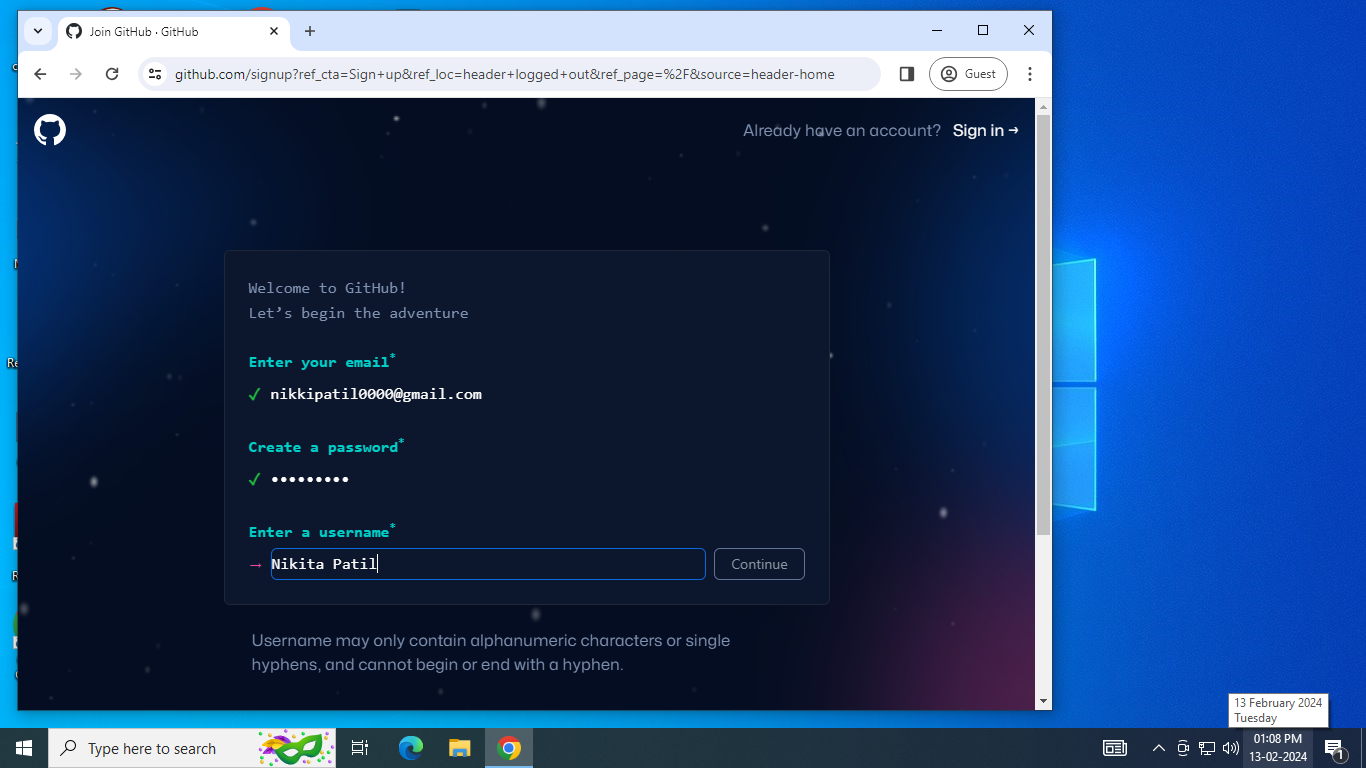 Join GitHub · GitHub
github.com/signup?ref_cta=Sign+up&ref_loc=header+logged+out&ref_page=%2F&source=header-home
Guest
Already have an account? Sign in →
Welcome to GitHub!
Let’s begin the adventure
Enter your email*
✓ nikkipatil0000@gmail.com
Create a password*
✓ •••••••••
Enter a username*
→ Nikita Patil
Continue
Username may only contain alphanumeric characters or single
hyphens, and cannot begin or end with a hyphen.
13 February 2024
Tuesday
Type here to search
01:08 PM
13-02-2024
1